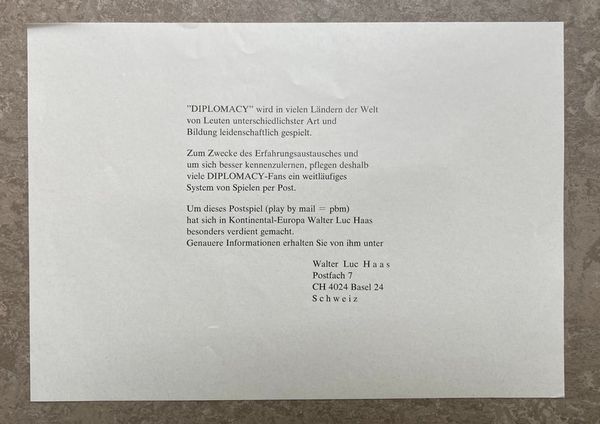 "DIPLOMACY" wird in vielen Ländern der Welt
von Leuten unterschiedlichster Art und
Bildung leidenschaftlich gespielt.
Zum Zwecke des Erfahrungsaustausches und
um sich besser kennenzulernen, pflegen deshalb
viele DIPLOMACY-Fans ein weitläufiges
System von Spielen per Post.
Um dieses Postspiel (play by mail = pbm)
hat sich in Kontinental-Europa Walter Luc Haas
besonders verdient gemacht.
Genauere Informationen erhalten Sie von ihm unter
Walter Luc H a a s
Postfach 7
CH 4024 Basel 24
S c h w e i z